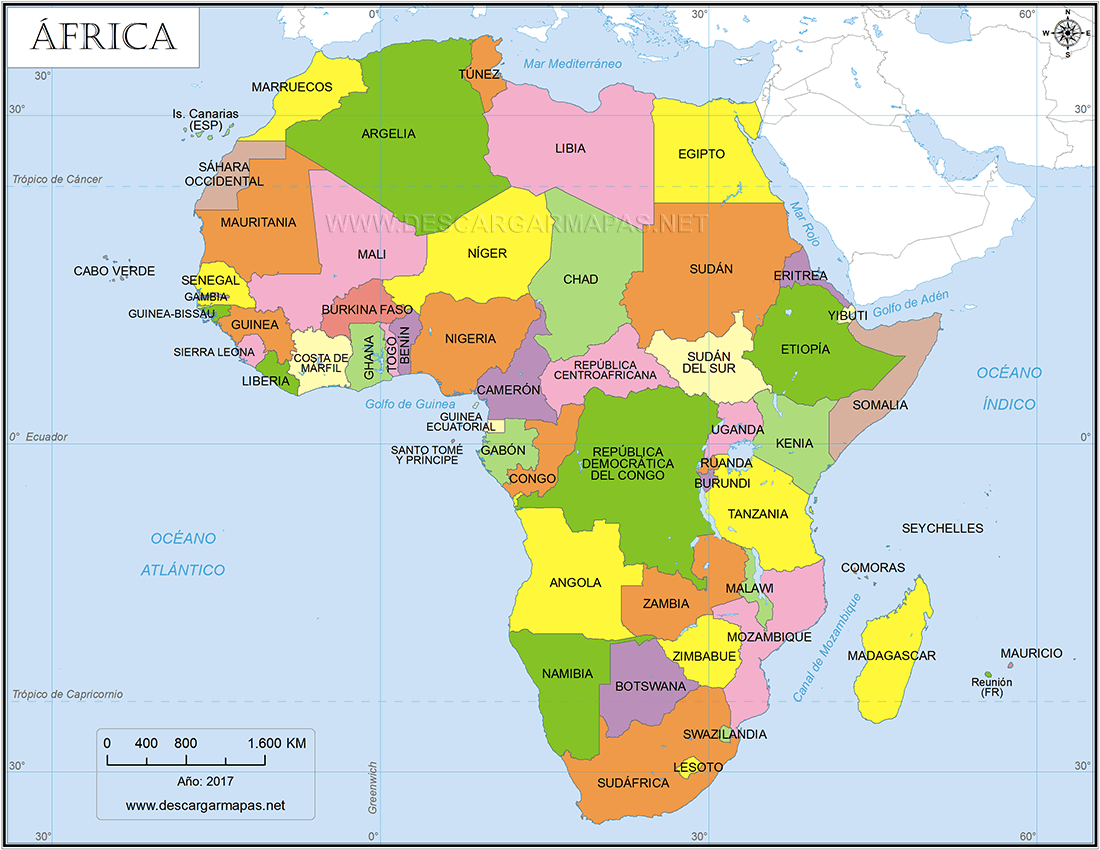 ÁFRICA
0°
30°
60°
N
W
E
S
30°
30°
30°
Mar Mediterráneo
TÚNEZ
MARRUECOS
Is. Canarias
(ESP)
ARGELIA
LIBIA
EGIPTO
SÁHARA
OCCIDENTAL
Trópico de Cáncer
MAURITANIA
WWW.DESCARGARMAPAS.NET
Mar Rojo
MALI
NÍGER
CHAD
SUDÁN
ERITREA
CABO VERDE
SENEGAL
GAMBIA
GUINEA-BISSAU
GUINEA
BURKINA FASO
YIBUTI
Golfo de Adén
SIERRA LEONA
COSTA DE
MARFIL
GHANA
TOGO
BENÍN
NIGERIA
ETIOPÍA
LIBERIA
CAMERÓN
REPÚBLICA
CENTROAFRICANA
SUDÁN
DEL SUR
OCÉANO
ÍNDICO
Golfo de Guinea
GUINEA
ECUATORIAL
SOMALIA
UGANDA
KENIA
0° Ecuador
0°
SANTO TOMÉ
Y PRÍNCIPE
GABÓN
CONGO
REPÚBLICA
DEMOCRÁTICA
DEL CONGO
RUANDA
BURUNDI
TANZANIA
SEYCHELLES
OCÉANO
ATLÁNTICO
COMORAS
ANGOLA
ZAMBIA
MALAWI
MOZAMBIQUE
Canal de Mozambique
ZIMBABUE
MADAGASCAR
MAURICIO
Reunión
(FR)
NAMIBIA
BOTSWANA
Trópico de Capricornio
SWAZILANDIA
LESOTO
SUDÁFRICA
0 400 800 1.600 KM
Año: 2017
www.descargarmapas.net
Greenwich
30°
30°
30°
0°
30°
60°